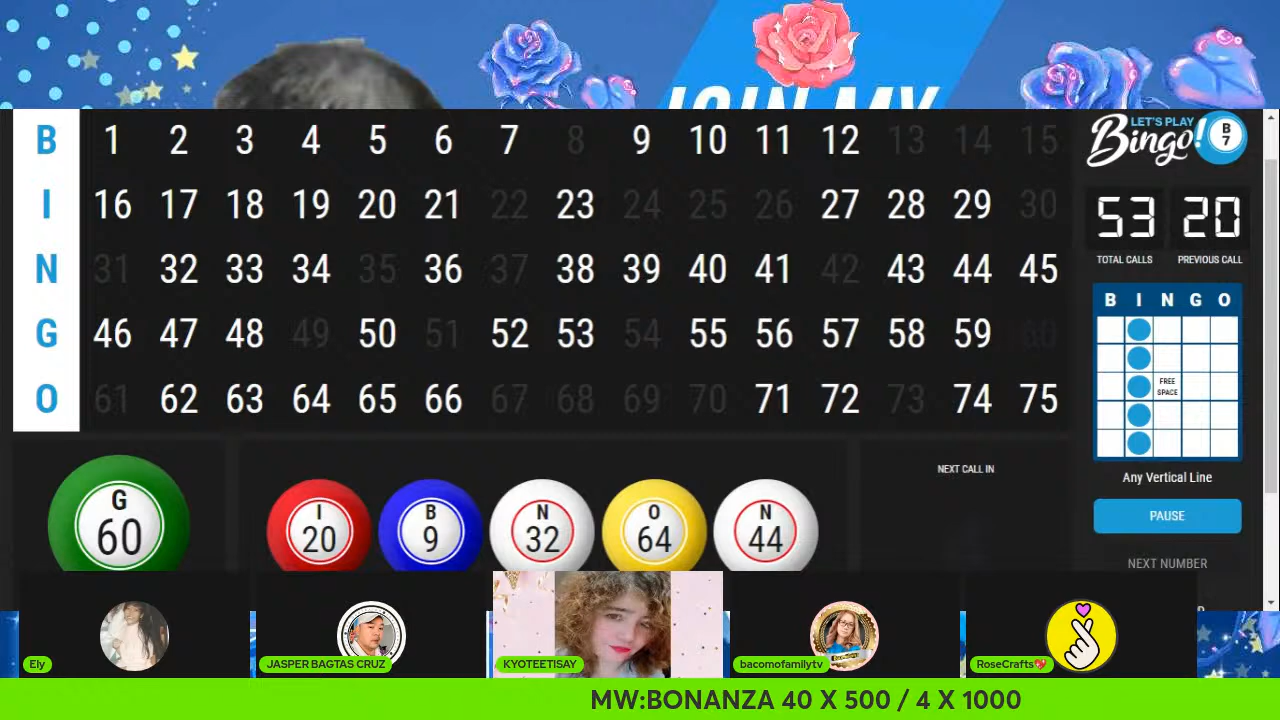 JOIN MY
B 1 2 3 4 5 6 7 8 9 10 11 12 13 14 15
I 16 17 18 19 20 21 22 23 24 25 26 27 28 29 30
N 31 32 33 34 35 36 37 38 39 40 41 42 43 44 45
G 46 47 48 49 50 51 52 53 54 55 56 57 58 59 60
O 61 62 63 64 65 66 67 68 69 70 71 72 73 74 75
LET'S PLAY
Bingo!
B
7
53 20
TOTAL CALLS PREVIOUS CALL
B I N G O
FREE
SPACE
Any Vertical Line
PAUSE
NEXT NUMBER
G
60
I
20
B
9
N
32
O
64
N
44
NEXT CALL IN
Ely
JASPER BAGTAS CRUZ
KYOTEETISAY
bacomofamilytv
RoseCrafts💖
MW:BONANZA 40 X 500 / 4 X 1000